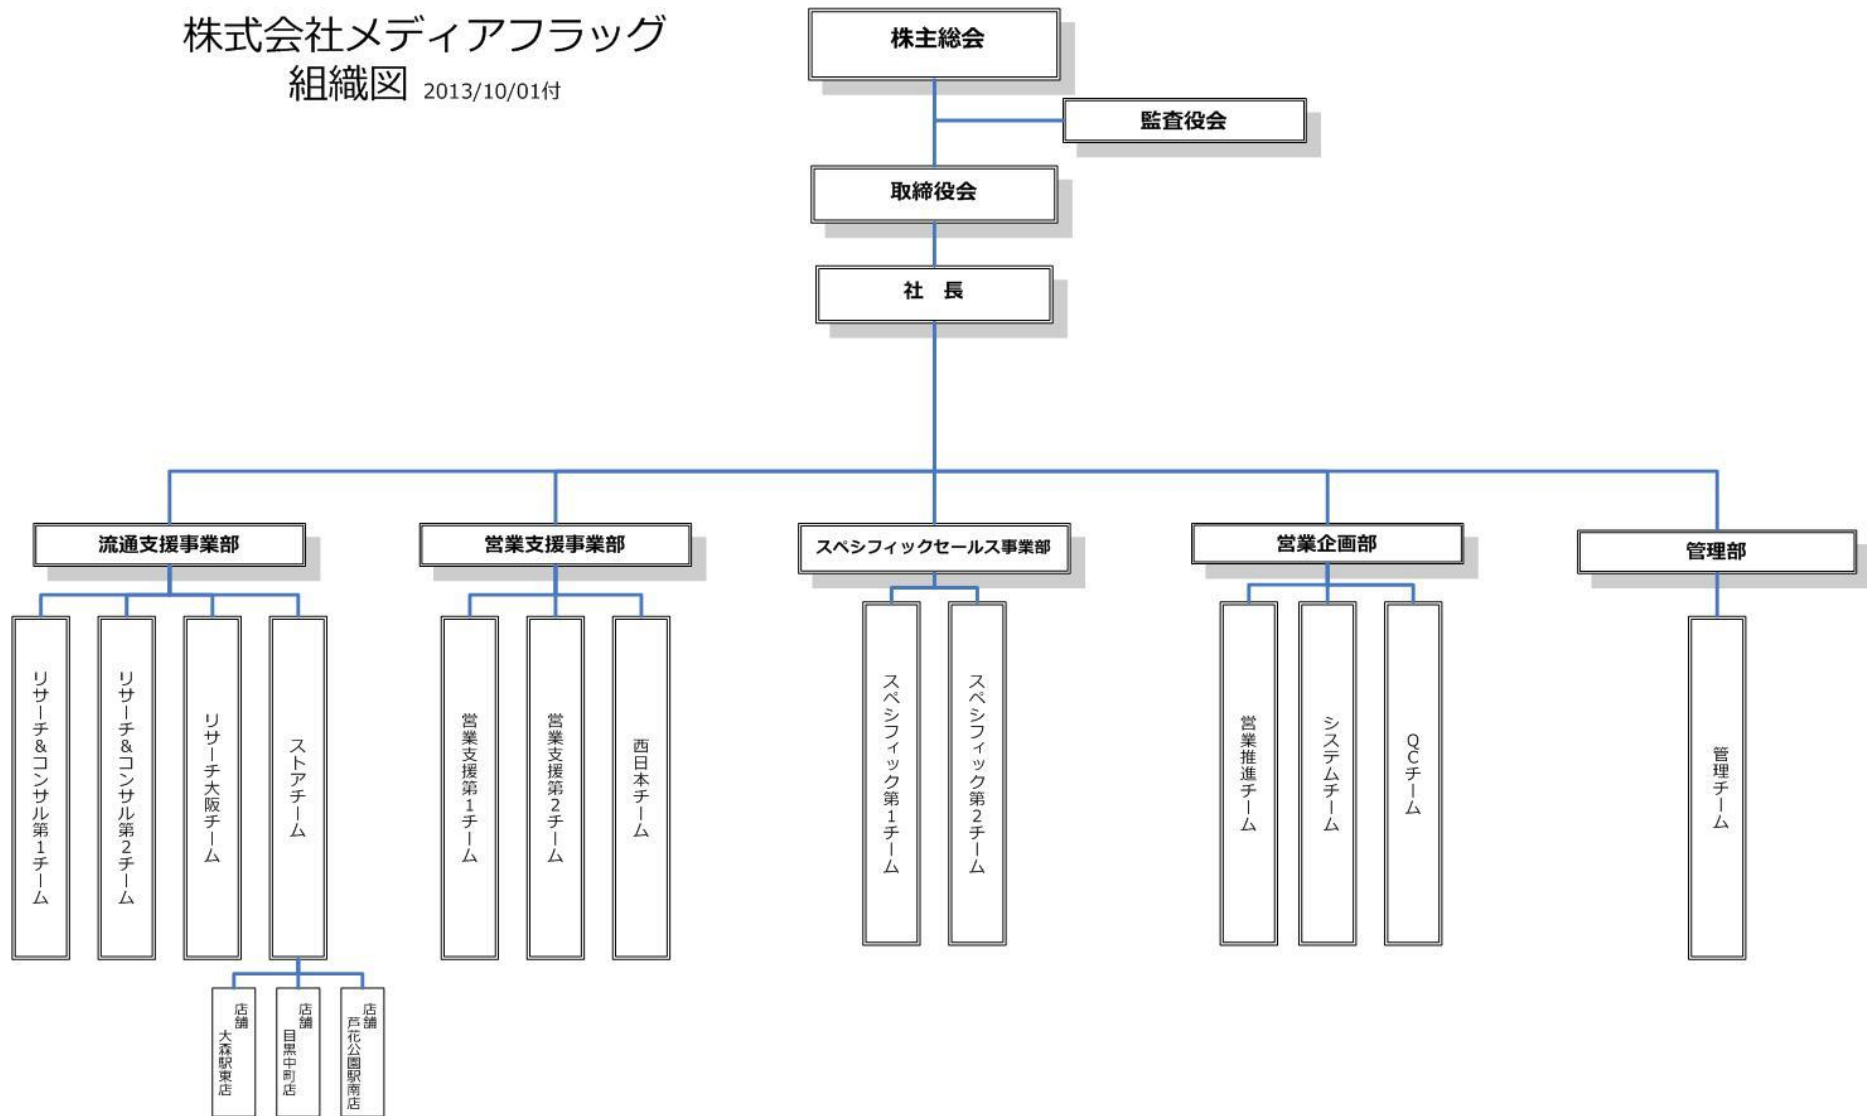 株式会社メディアフラッグ
組織図 2013/10/01付
株主総会
監査役会
取締役会
社　長
流通支援事業部
営業支援事業部
スペシフィックセールス事業部
営業企画部
管理部
リサーチ&コンサル第1チーム
リサーチ&コンサル第2チーム
リサーチ大阪チーム
ストアチーム
営業支援第1チーム
営業支援第2チーム
西日本チーム
スペシフィック第1チーム
スペシフィック第2チーム
営業推進チーム
システムチーム
QCチーム
管理チーム
店舗
大森駅東店
店舗
目黒中町店
店舗
芦花公園駅南店